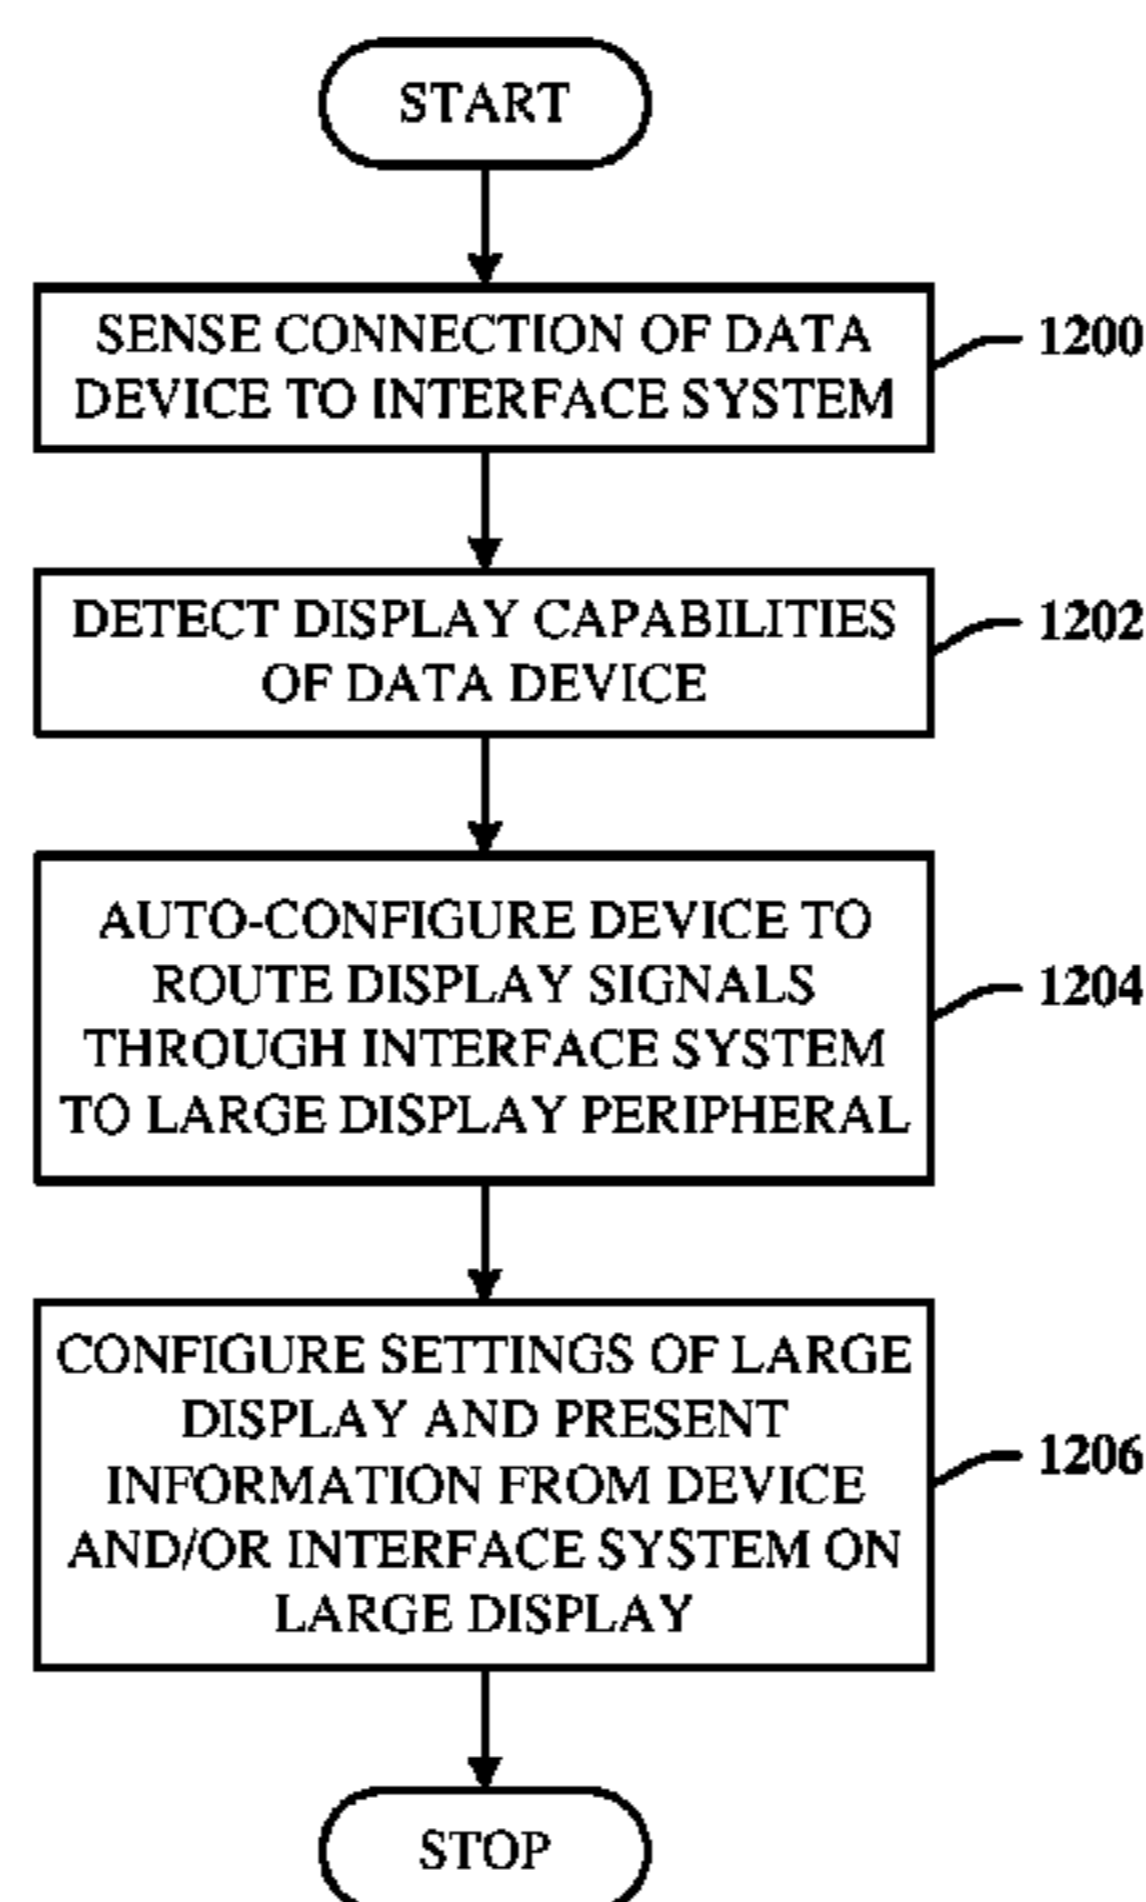 START
SENSE CONNECTION OF DATA
DEVICE TO INTERFACE SYSTEM
1200
DETECT DISPLAY CAPABILITIES
OF DATA DEVICE
1202
AUTO-CONFIGURE DEVICE TO
ROUTE DISPLAY SIGNALS
THROUGH INTERFACE SYSTEM
TO LARGE DISPLAY PERIPHERAL
1204
CONFIGURE SETTINGS OF LARGE
DISPLAY AND PRESENT
INFORMATION FROM DEVICE
AND/OR INTERFACE SYSTEM ON
LARGE DISPLAY
1206
STOP